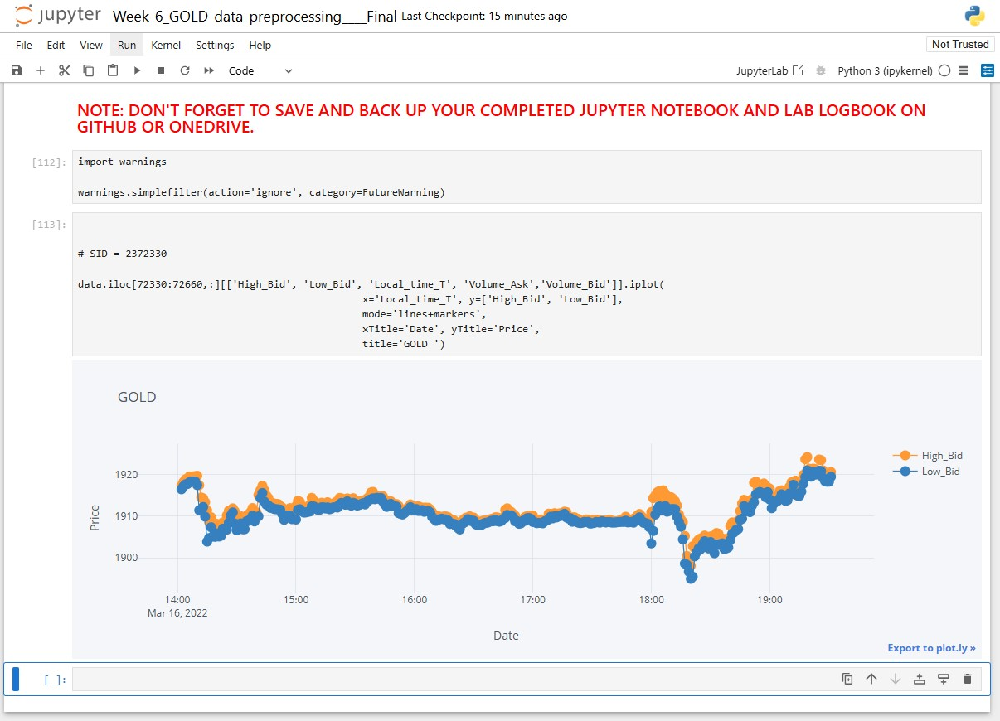 jupyter Week-6_GOLD-data-preprocessing____Final Last Checkpoint: 15 minutes ago
File Edit View Run Kernel Settings Help Not Trusted
Code JupyterLab Python 3 (ipykernel)
NOTE: DON'T FORGET TO SAVE AND BACK UP YOUR COMPLETED JUPYTER NOTEBOOK AND LAB LOGBOOK ON
GITHUB OR ONEDRIVE.
[112]: import warnings
warnings.simplefilter(action='ignore', category=FutureWarning)
[113]:
# SID = 2372330
data.iloc[72330:72660,:][['High_Bid', 'Low_Bid', 'Local_time_T', 'Volume_Ask','Volume_Bid']].iplot(
x='Local_time_T', y=['High_Bid', 'Low_Bid'],
mode='lines+markers',
xTitle='Date', yTitle='Price',
title='GOLD ')
GOLD
High_Bid
Low_Bid
1920
1910
1900
Price
14:00 15:00 16:00 17:00 18:00 19:00
Mar 16, 2022
Date
Export to plot.ly »
[ ]: